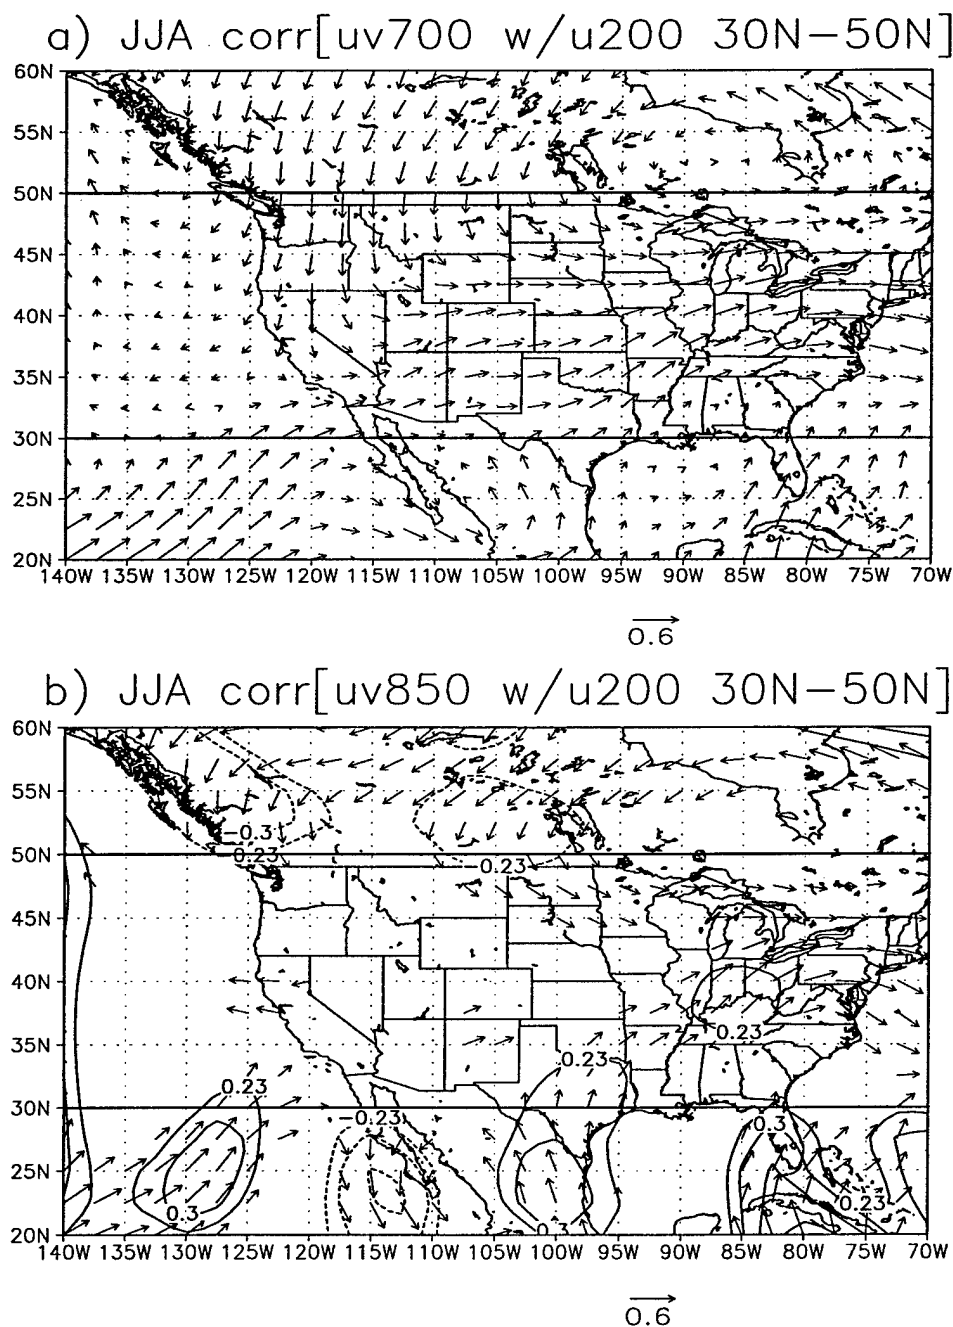 a) JJA corr[uv700 w/u200 30N-50N]
60N
55N
50N
45N
40N
35N
30N
25N
20N
140W 135W 130W 125W 120W 115W 110W 105W 100W 95W 90W 85W 80W 75W 70W
0.6
b) JJA corr[uv850 w/u200 30N-50N]
60N
55N
-0.3
50N
0.23
-0.23
45N
40N
0.23
35N
0.23
0.23
30N
-0.23
0.3
25N
0.23
0.3
0.3
20N
140W 135W 130W 125W 120W 115W 110W 105W 100W 95W 90W 85W 80W 75W 70W
0.6